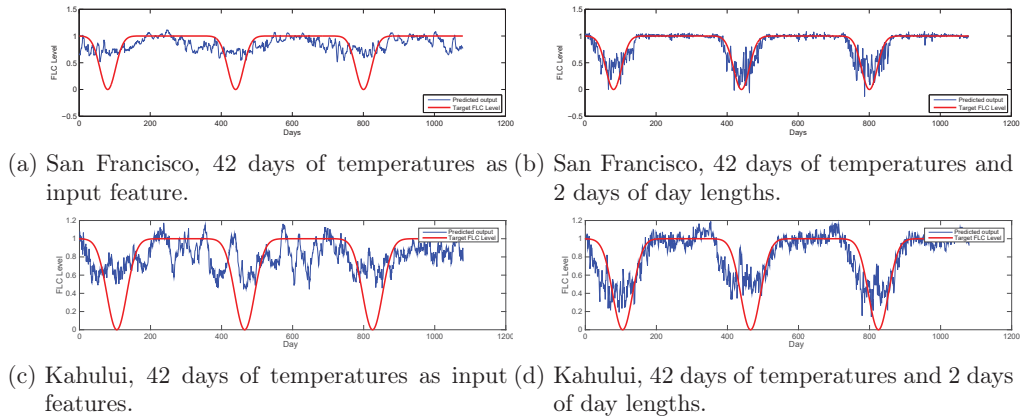 1.5
1
0.5
0
−0.5
FLC Level
0 200 400 600 800 1000 1200
Days
Predicted output
Target FLC Level
1.5
1
0.5
0
−0.5
FLC Level
0 200 400 600 800 1000 1200
Days
Predicted output
Target FLC Level
(a) San Francisco, 42 days of temperatures as
input feature.
(b) San Francisco, 42 days of temperatures and
2 days of day lengths.
1.2
1
0.8
0.6
0.4
0.2
0
FLC Level
0 200 400 600 800 1000 1200
Day
Predicted output
Target FLC Level
1.2
1
0.8
0.6
0.4
0.2
0
FLC Level
0 200 400 600 800 1000 1200
Day
Predicted output
Target FLC Level
(c) Kahului, 42 days of temperatures as input
features.
(d) Kahului, 42 days of temperatures and 2 days
of day lengths.